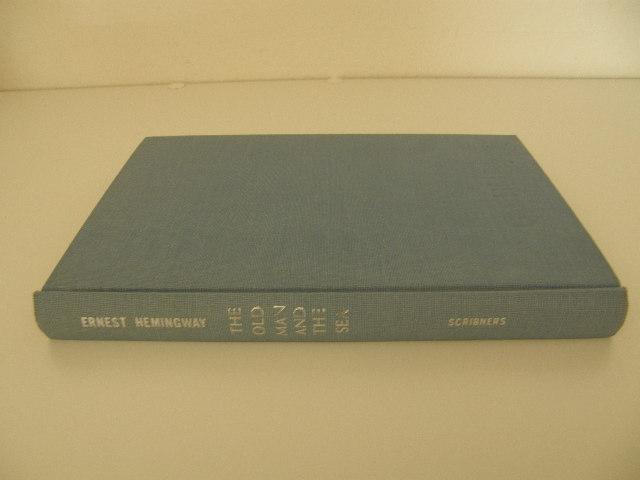 ERNEST HEMINGWAY
THE
OLD
MAN
AND
THE
SEA
SCRIBNERS